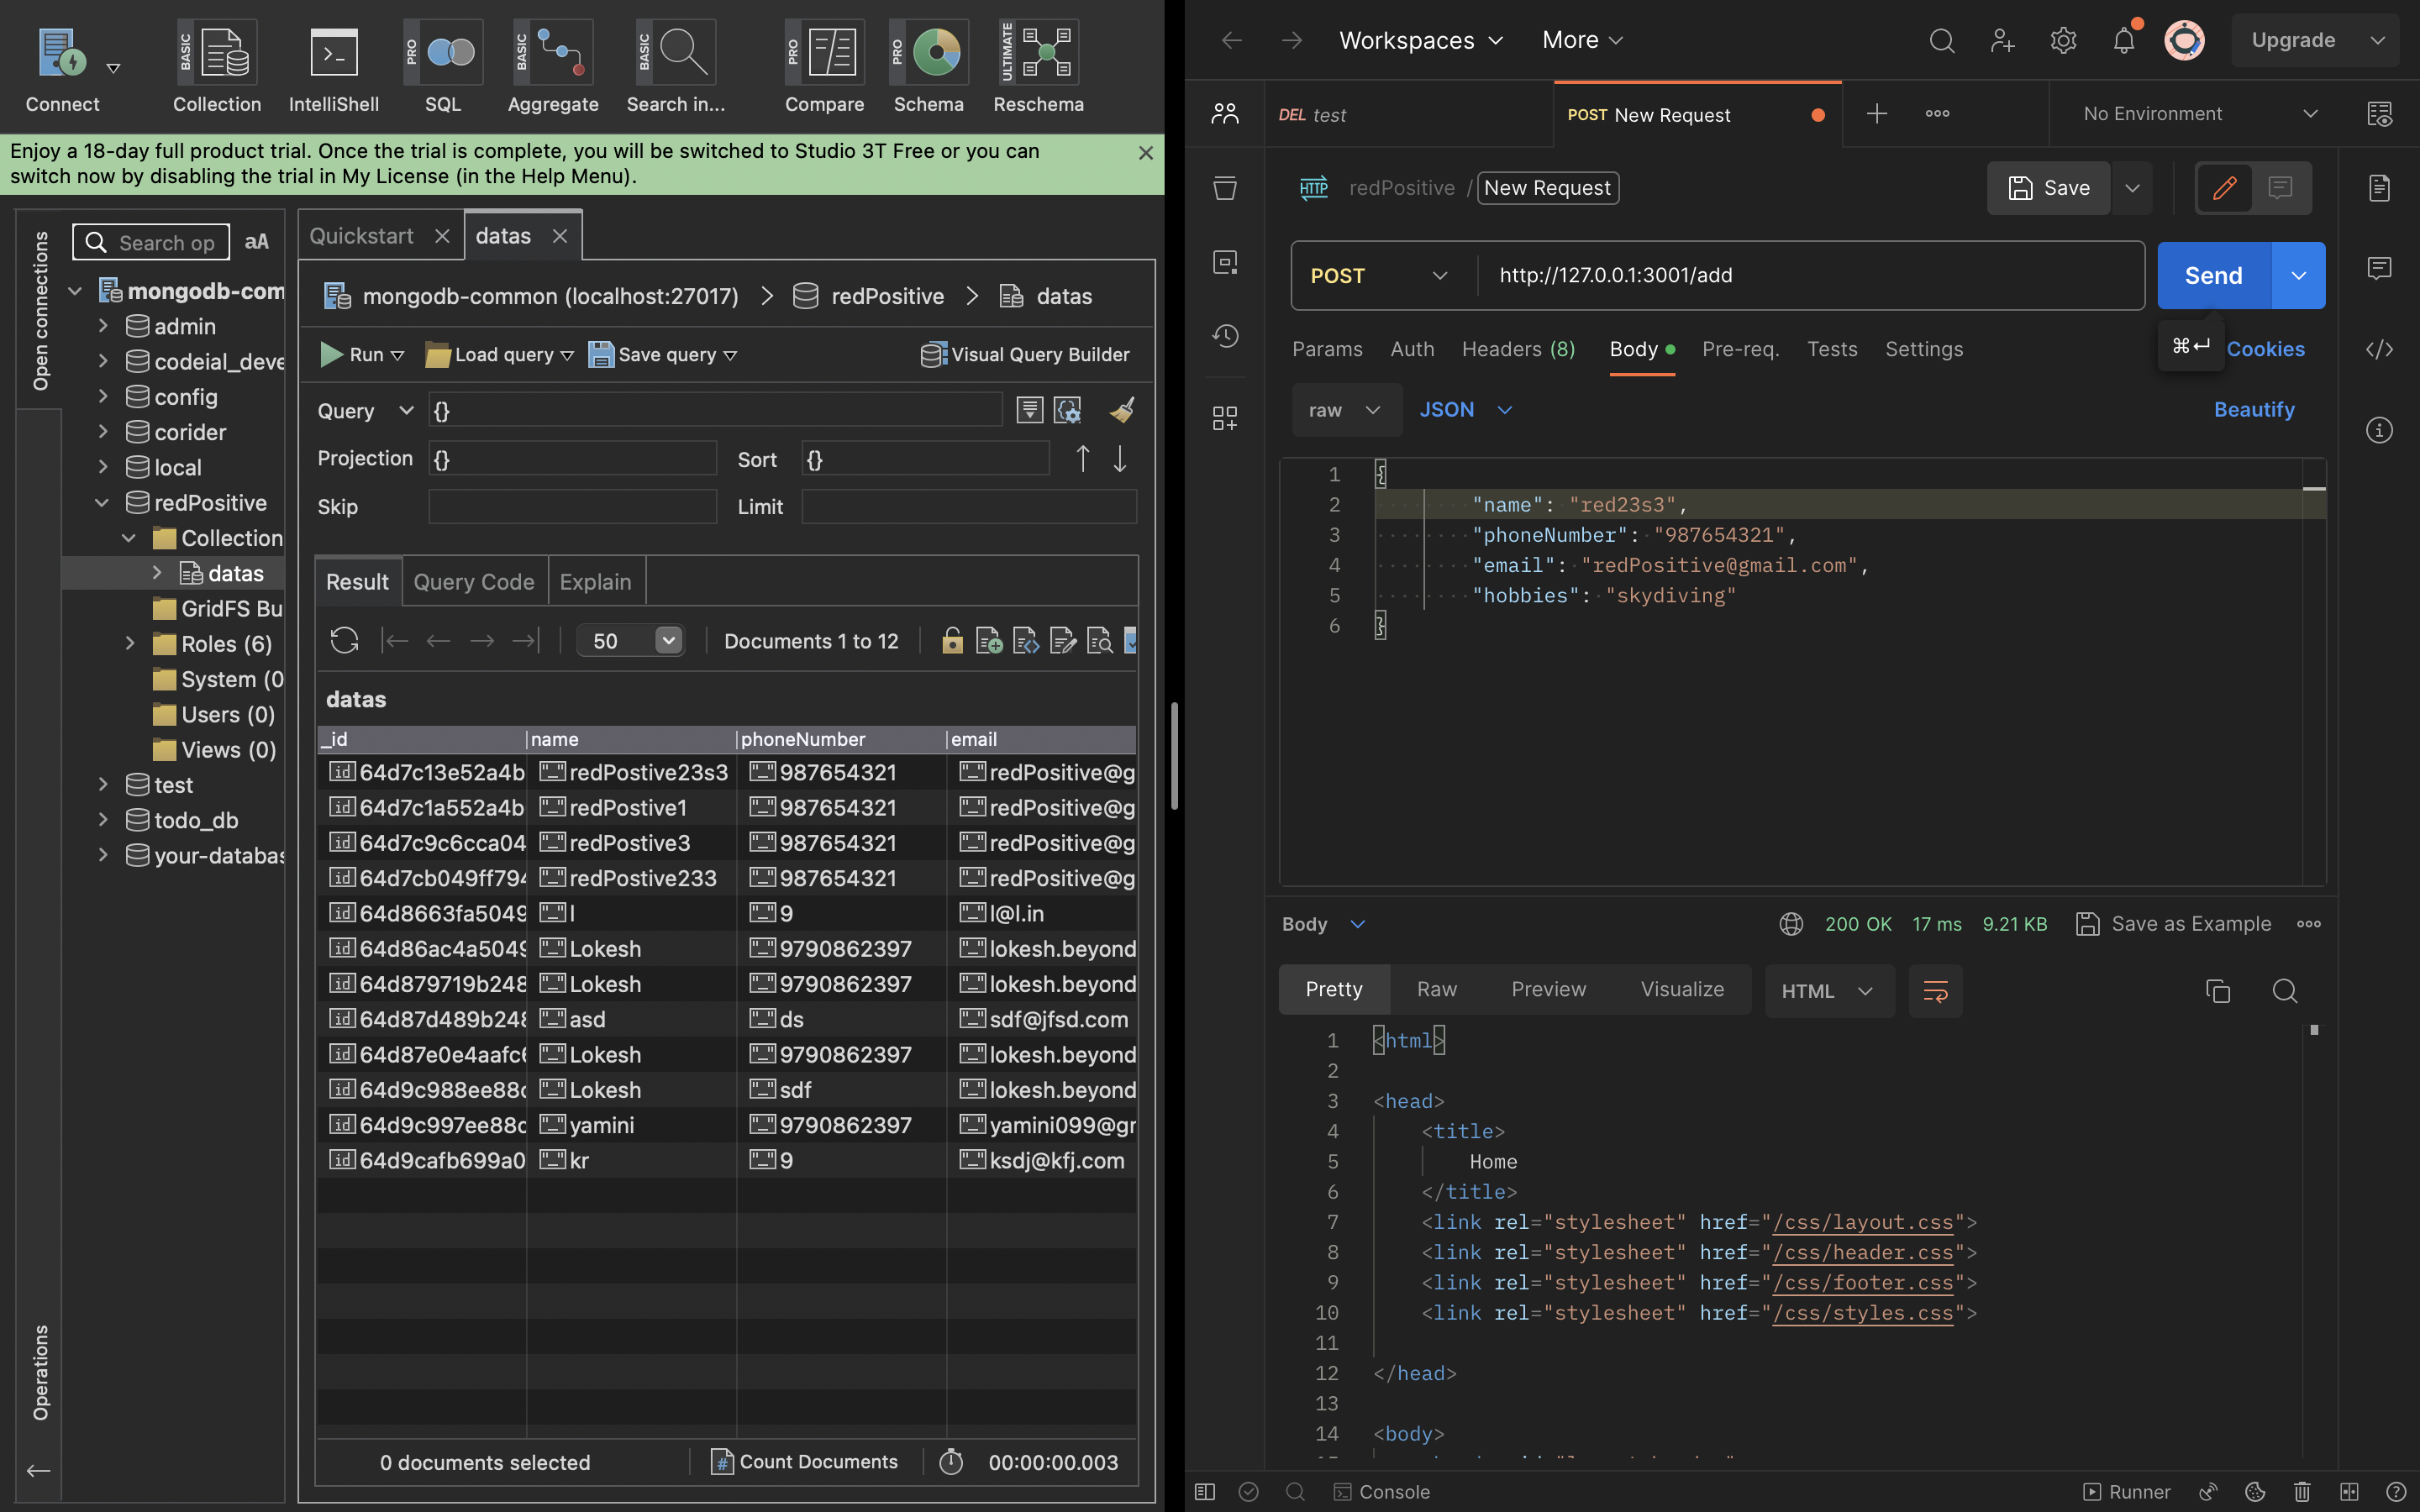 BASIC
PRO
BASIC
BASIC
PRO
PRO
ULTIMATE
Connect
Collection
IntelliShell
SQL
Aggregate
Search in...
Compare
Schema
Reschema
Enjoy a 18-day full product trial. Once the trial is complete, you will be switched to Studio 3T Free or you can
switch now by disabling the trial in My License (in the Help Menu).
Open connections
Operations
Search op
aA
mongodb-com
admin
codeial_deve
config
corider
local
redPositive
Collection
datas
GridFS Bu
Roles (6)
System (0
Users (0)
Views (0)
test
todo_db
your-databas
Quickstart
datas
mongodb-common (localhost:27017) > redPositive > datas
Run Load query Save query Visual Query Builder
Query {}
Projection {} Sort {}
Skip Limit
Result Query Code Explain
50 Documents 1 to 12
datas
_id name phoneNumber email
64d7c13e52a4b redPostive23s3 987654321 redPositive@g
64d7c1a552a4b redPostive1 987654321 redPositive@g
64d7c9c6cca04 redPostive3 987654321 redPositive@g
64d7cb049ff794 redPostive233 987654321 redPositive@g
64d8663fa5049 l 9 l@l.in
64d86ac4a5049 Lokesh 9790862397 lokesh.beyond
64d879719b248 Lokesh 9790862397 lokesh.beyond
64d87d489b248 asd ds sdf@jfsd.com
64d87e0e4aafc6 Lokesh 9790862397 lokesh.beyond
64d9c988ee88c Lokesh sdf lokesh.beyond
64d9c997ee88c yamini 9790862397 yamini099@gr
64d9cafb699a0 kr 9 ksdj@kfj.com
0 documents selected # Count Documents 00:00:00.003
Workspaces More Upgrade
DEL test POST New Request No Environment
HTTP redPositive / New Request Save
POST http://127.0.0.1:3001/add Send
⌘↵
Params Auth Headers (8) Body Pre-req. Tests Settings Cookies
raw JSON Beautify
1 {
2 "name": "red23s3",
3 "phoneNumber": "987654321",
4 "email": "redPositive@gmail.com",
5 "hobbies": "skydiving"
6 }
Body 200 OK 17 ms 9.21 KB Save as Example
Pretty Raw Preview Visualize HTML
1 <html>
2
3 <head>
4 <title>
5 Home
6 </title>
7 <link rel="stylesheet" href="/css/layout.css">
8 <link rel="stylesheet" href="/css/header.css">
9 <link rel="stylesheet" href="/css/footer.css">
10 <link rel="stylesheet" href="/css/styles.css">
11
12 </head>
13
14 <body>
Console Runner